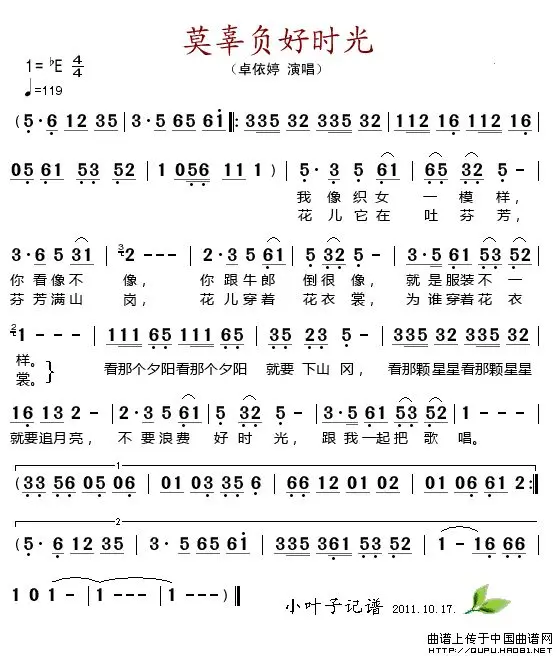 莫辜负好时光
1= ♭E 4/4
（卓依婷 演唱）
♩=119
( 5 · 6 12 35 | 3 · 5 65 61 |: 335 332 335 332 | 112 16 112 16 |
05 61 53 52 | 1 056 11 1 ) | 5 · 3 5 61 | 65 32 5 - |
我 像 织 女 一 模 样，
花 儿 它 在 吐 芬 芳，
3 · 6 5 31 | 3 2 - - - | 2 · 3 5 61 | 5 32 5 - | 3 · 5 61 53 52 |
你 看 像 不 像， 你 跟 牛郎 倒 很 像， 就 是 服装 不 一
芬 芳 满 山 岗， 花 儿 穿着 花 衣 裳， 为 谁 穿着 花 衣
2 1 - - - | 111 65 111 65 | 35 23 5 - | 335 332 335 332 |
样。 看那个夕阳看那个夕阳 就要 下山 冈， 看那颗星星看那颗星星
裳。
16 13 2 - | 2 · 3 5 61 | 5 32 5 - | 3 · 5 61 53 52 | 1 - - - |
就要追月亮， 不 要 浪费 好 时 光， 跟 我 一起 把 歌 唱。
1
( 33 56 05 06 | 01 03 35 6 | 66 12 01 02 | 01 06 61 2 :|
2
( 5 · 6 12 35 | 3 · 5 65 61 | 335 361 53 52 | 1 - 16 66 |
1 0 1 - | 1 - - - | 1 - - - ) ‖
小叶子记谱 2011.10.17.
曲谱上传于中国曲谱网
HTTP://QUPU.HAO81.NET